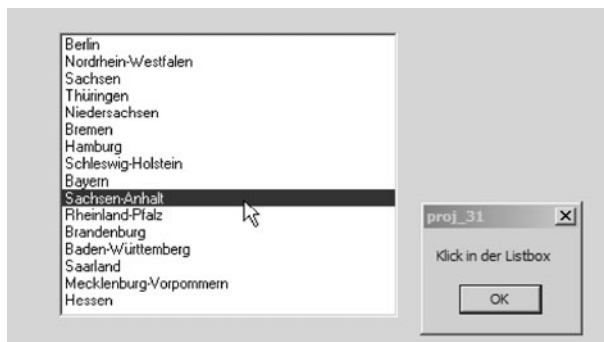 Berlin
Nordrhein-Westfalen
Sachsen
Thüringen
Niedersachsen
Bremen
Hamburg
Schleswig-Holstein
Bayern
Sachsen-Anhalt
Rheinland-Pfalz
Brandenburg
Baden-Württemberg
Saarland
Mecklenburg-Vorpommern
Hessen
proj_31
Klick in der Listbox
OK